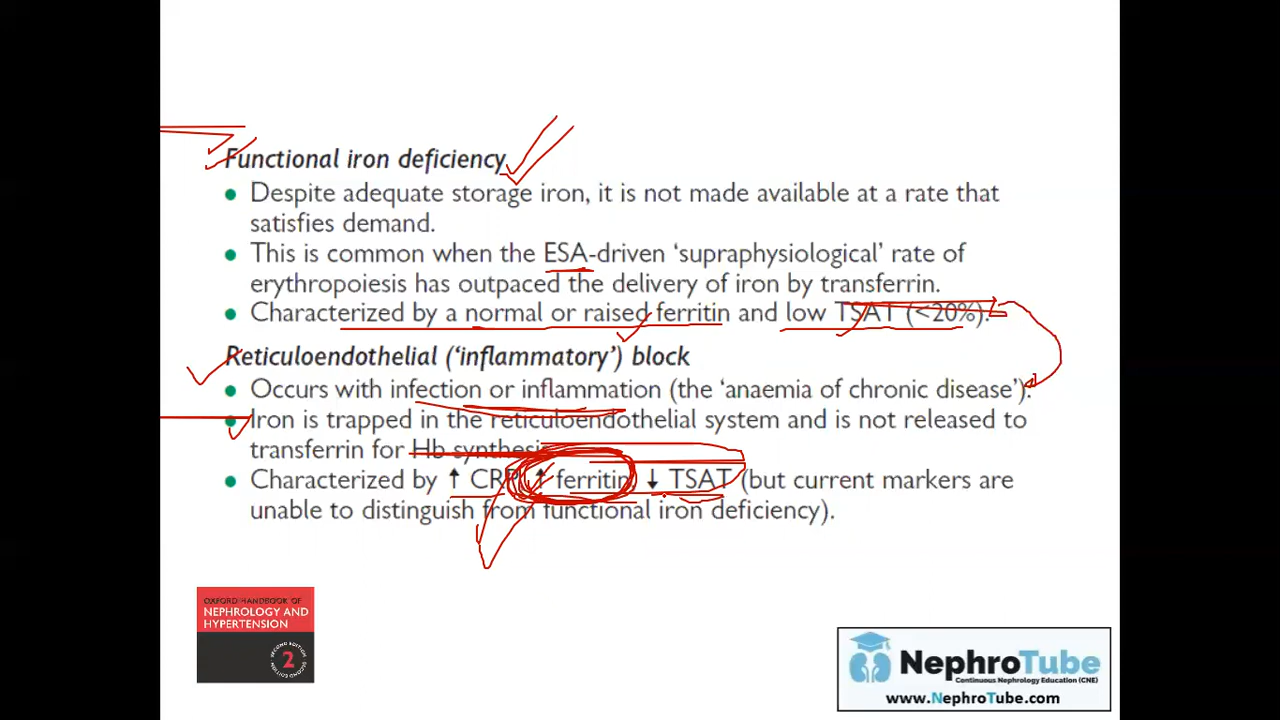 Functional iron deficiency
Despite adequate storage iron, it is not made available at a rate that
satisfies demand.
This is common when the ESA-driven ‘supraphysiological’ rate of
erythropoiesis has outpaced the delivery of iron by transferrin.
Characterized by a normal or raised ferritin and low TSAT (<20%).
Reticuloendothelial (‘inflammatory’) block
Occurs with infection or inflammation (the ‘anaemia of chronic disease’).
Iron is trapped in the reticuloendothelial system and is not released to
transferrin for Hb synthesis
Characterized by ↑ CRP, ↑ ferritin, ↓ TSAT (but current markers are
unable to distinguish from functional iron deficiency).
OXFORD HANDBOOK OF
NEPHROLOGY AND
HYPERTENSION
SECOND EDITION
2
SECOND EDITION
NephroTube
Continuous Nephrology Education (CNE)
www.NephroTube.com